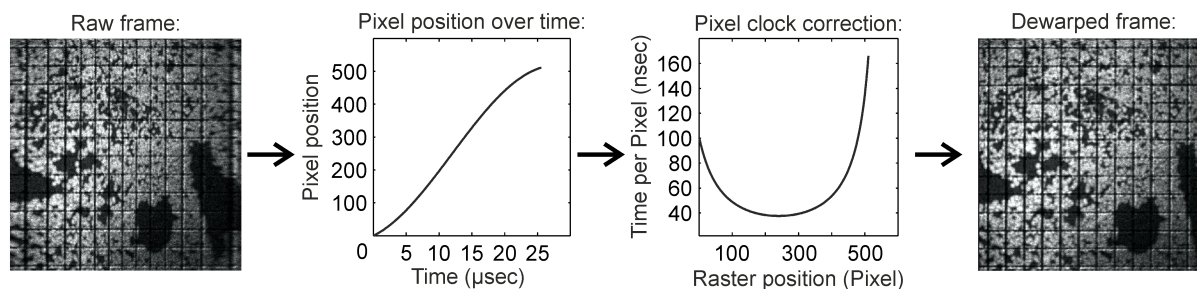 Raw frame:
Pixel position over time:
Pixel position
500
400
300
200
100
0
5
10
15
20
25
Time (µsec)
Pixel clock correction:
Time per Pixel (nsec)
160
140
120
100
80
60
40
100
300
500
Raster position (Pixel)
Dewarped frame: